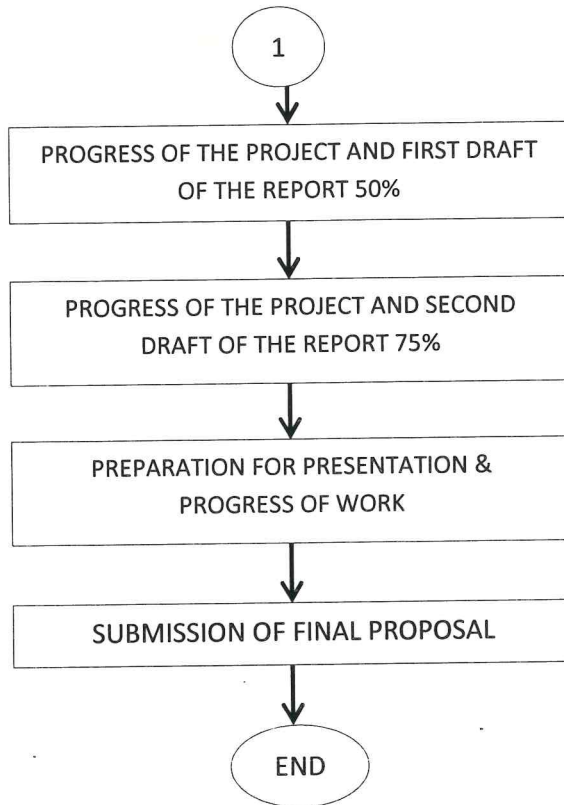 1
PROGRESS OF THE PROJECT AND FIRST DRAFT
OF THE REPORT 50%
PROGRESS OF THE PROJECT AND SECOND
DRAFT OF THE REPORT 75%
PREPARATION FOR PRESENTATION &
PROGRESS OF WORK
SUBMISSION OF FINAL PROPOSAL
END